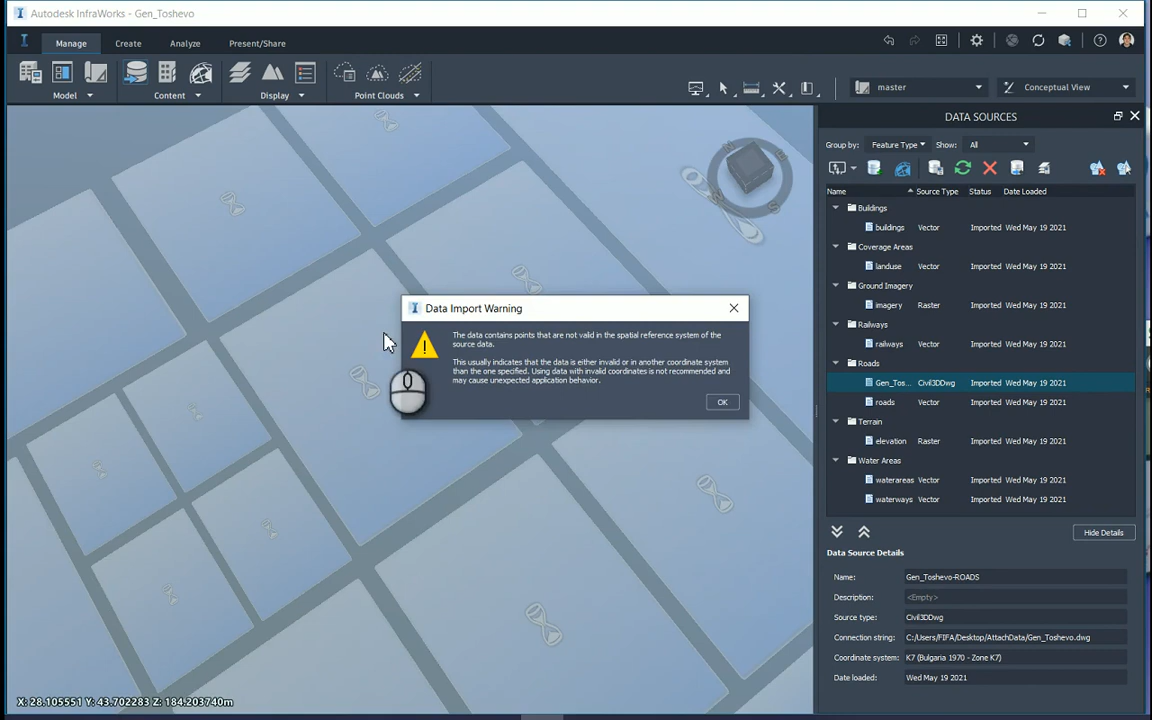 Autodesk InfraWorks - Gen_Toshevo
Manage
Create
Analyze
Present/Share
Model
Content
Display
Point Clouds
master
Conceptual View
DATA SOURCES
Group by: Feature Type Show: All
Name Source Type Status Date Loaded
Buildings
buildings Vector Imported Wed May 19 2021
Coverage Areas
landuse Vector Imported Wed May 19 2021
Ground Imagery
imagery Raster Imported Wed May 19 2021
Railways
railways Vector Imported Wed May 19 2021
Roads
Gen_Tos... Civil3DDwg Imported Wed May 19 2021
roads Vector Imported Wed May 19 2021
Terrain
elevation Raster Imported Wed May 19 2021
Water Areas
waterareas Vector Imported Wed May 19 2021
waterways Vector Imported Wed May 19 2021
Hide Details
Data Source Details
Name: Gen_Toshevo-ROADS
Description: <Empty>
Source type: Civil3DDwg
Connection string: C:/Users/FIFA/Desktop/AttachData/Gen_Toshevo.dwg
Coordinate system: K7 (Bulgaria 1970 - Zone K7)
Date loaded: Wed May 19 2021
Data Import Warning
The data contains points that are not valid in the spatial reference system of the
source data.
This usually indicates that the data is either invalid or in another coordinate system
than the one specified. Using data with invalid coordinates is not recommended and
may cause unexpected application behavior.
OK
X: 28.105551 Y: 43.702283 Z: 184.203740m